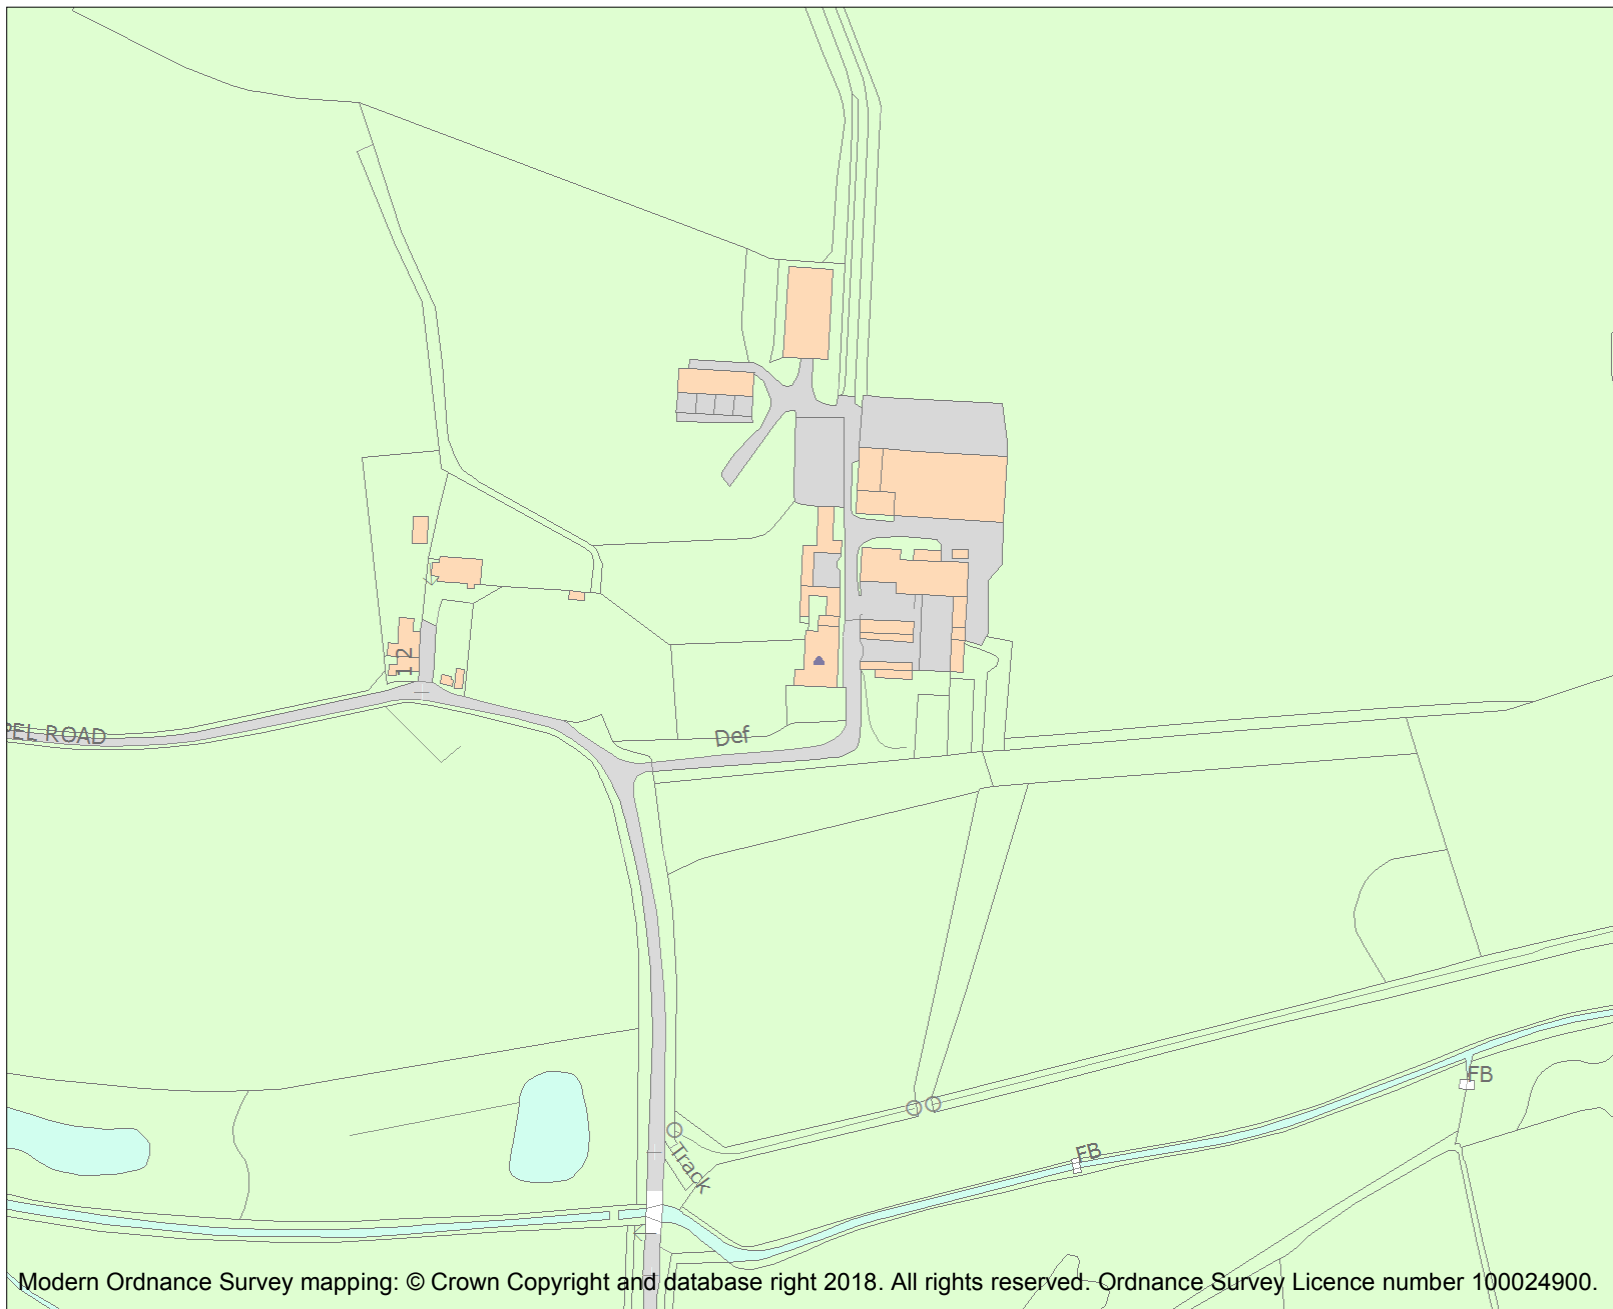 12
PEL ROAD
Def
FB
FB
Track
Modern Ordnance Survey mapping: © Crown Copyright and database right 2018. All rights reserved. Ordnance Survey Licence number 100024900.